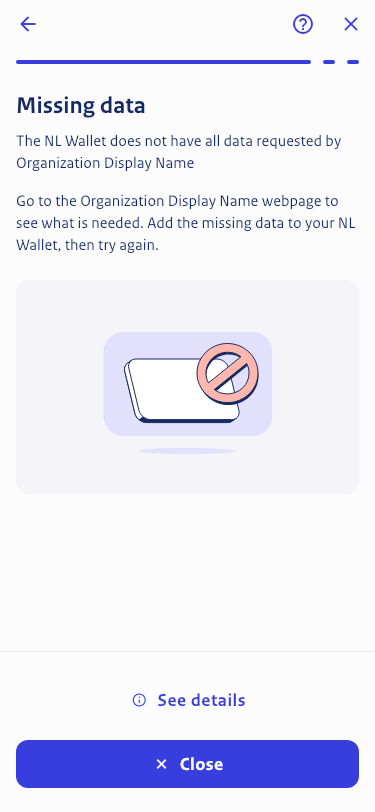 Missing data
The NL Wallet does not have all data requested by
Organization Display Name
Go to the Organization Display Name webpage to
see what is needed. Add the missing data to your NL
Wallet, then try again.
See details
Close